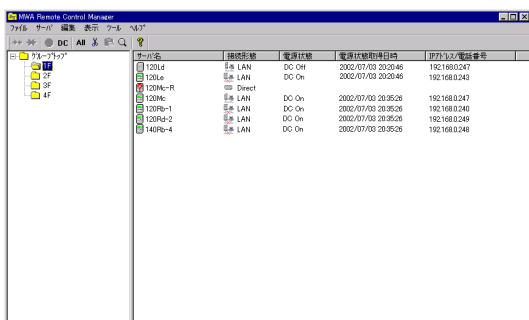 MWA Remote Control Manager
ファイル サーバ 編集 表示 ツール ヘルプ
DC All
グループトップ
1F
2F
3F
4F
サーバ名 接続形態 電源状態 電源状態取得日時 IPアドレス/電話番号
120Ld LAN DC Off 2002/07/03 20:20:46 192.168.0.247
120Le LAN DC On 2002/07/03 20:20:46 192.168.0.243
120Mc-R Direct
120Mc LAN DC On 2002/07/03 20:35:26 192.168.0.247
120Rb-1 LAN DC On 2002/07/03 20:35:26 192.168.0.240
120Rd-2 LAN DC On 2002/07/03 20:35:26 192.168.0.249
140Rb-4 LAN DC On 2002/07/03 20:35:26 192.168.0.248